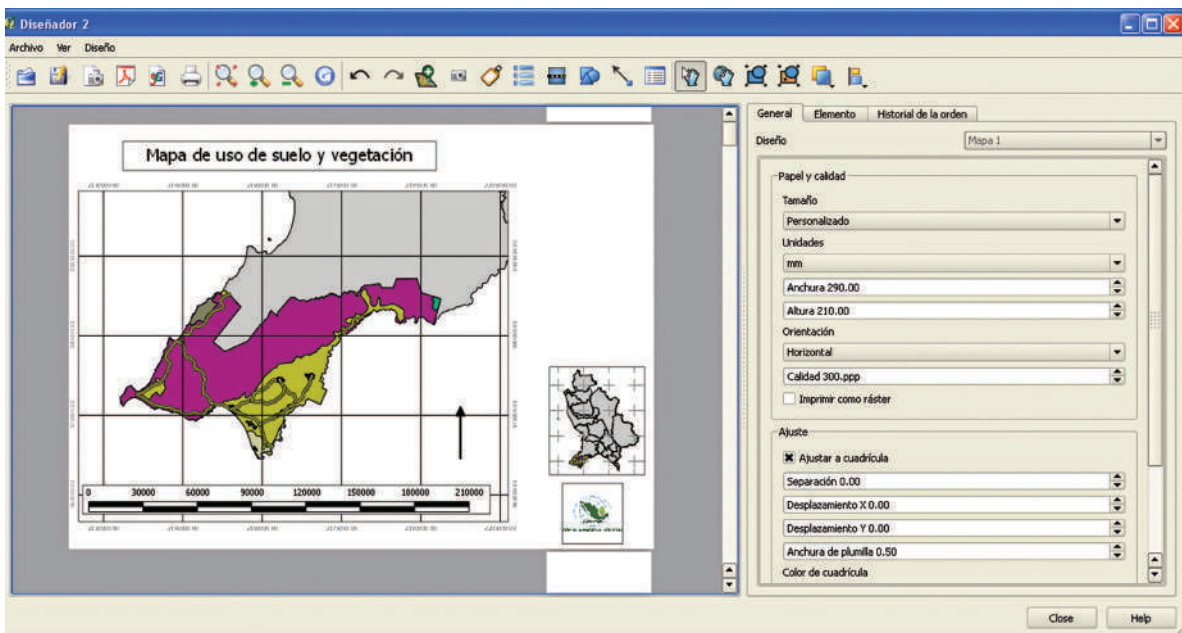 Diseñador 2
Archivo Ver Diseño
Mapa de uso de suelo y vegetación
0 30000 60000 90000 120000 150000 180000 210000
General Elemento Historial de la orden
Diseño Mapa 1
Papel y calidad
Tamaño
Personalizado
Unidades
mm
Anchura 290.00
Altura 210.00
Orientación
Horizontal
Calidad 300.ppp
Imprimir como ráster
Ajuste
Ajustar a cuadrícula
Separación 0.00
Desplazamiento X 0.00
Desplazamiento Y 0.00
Anchura de plumilla 0.50
Color de cuadrícula
Close Help